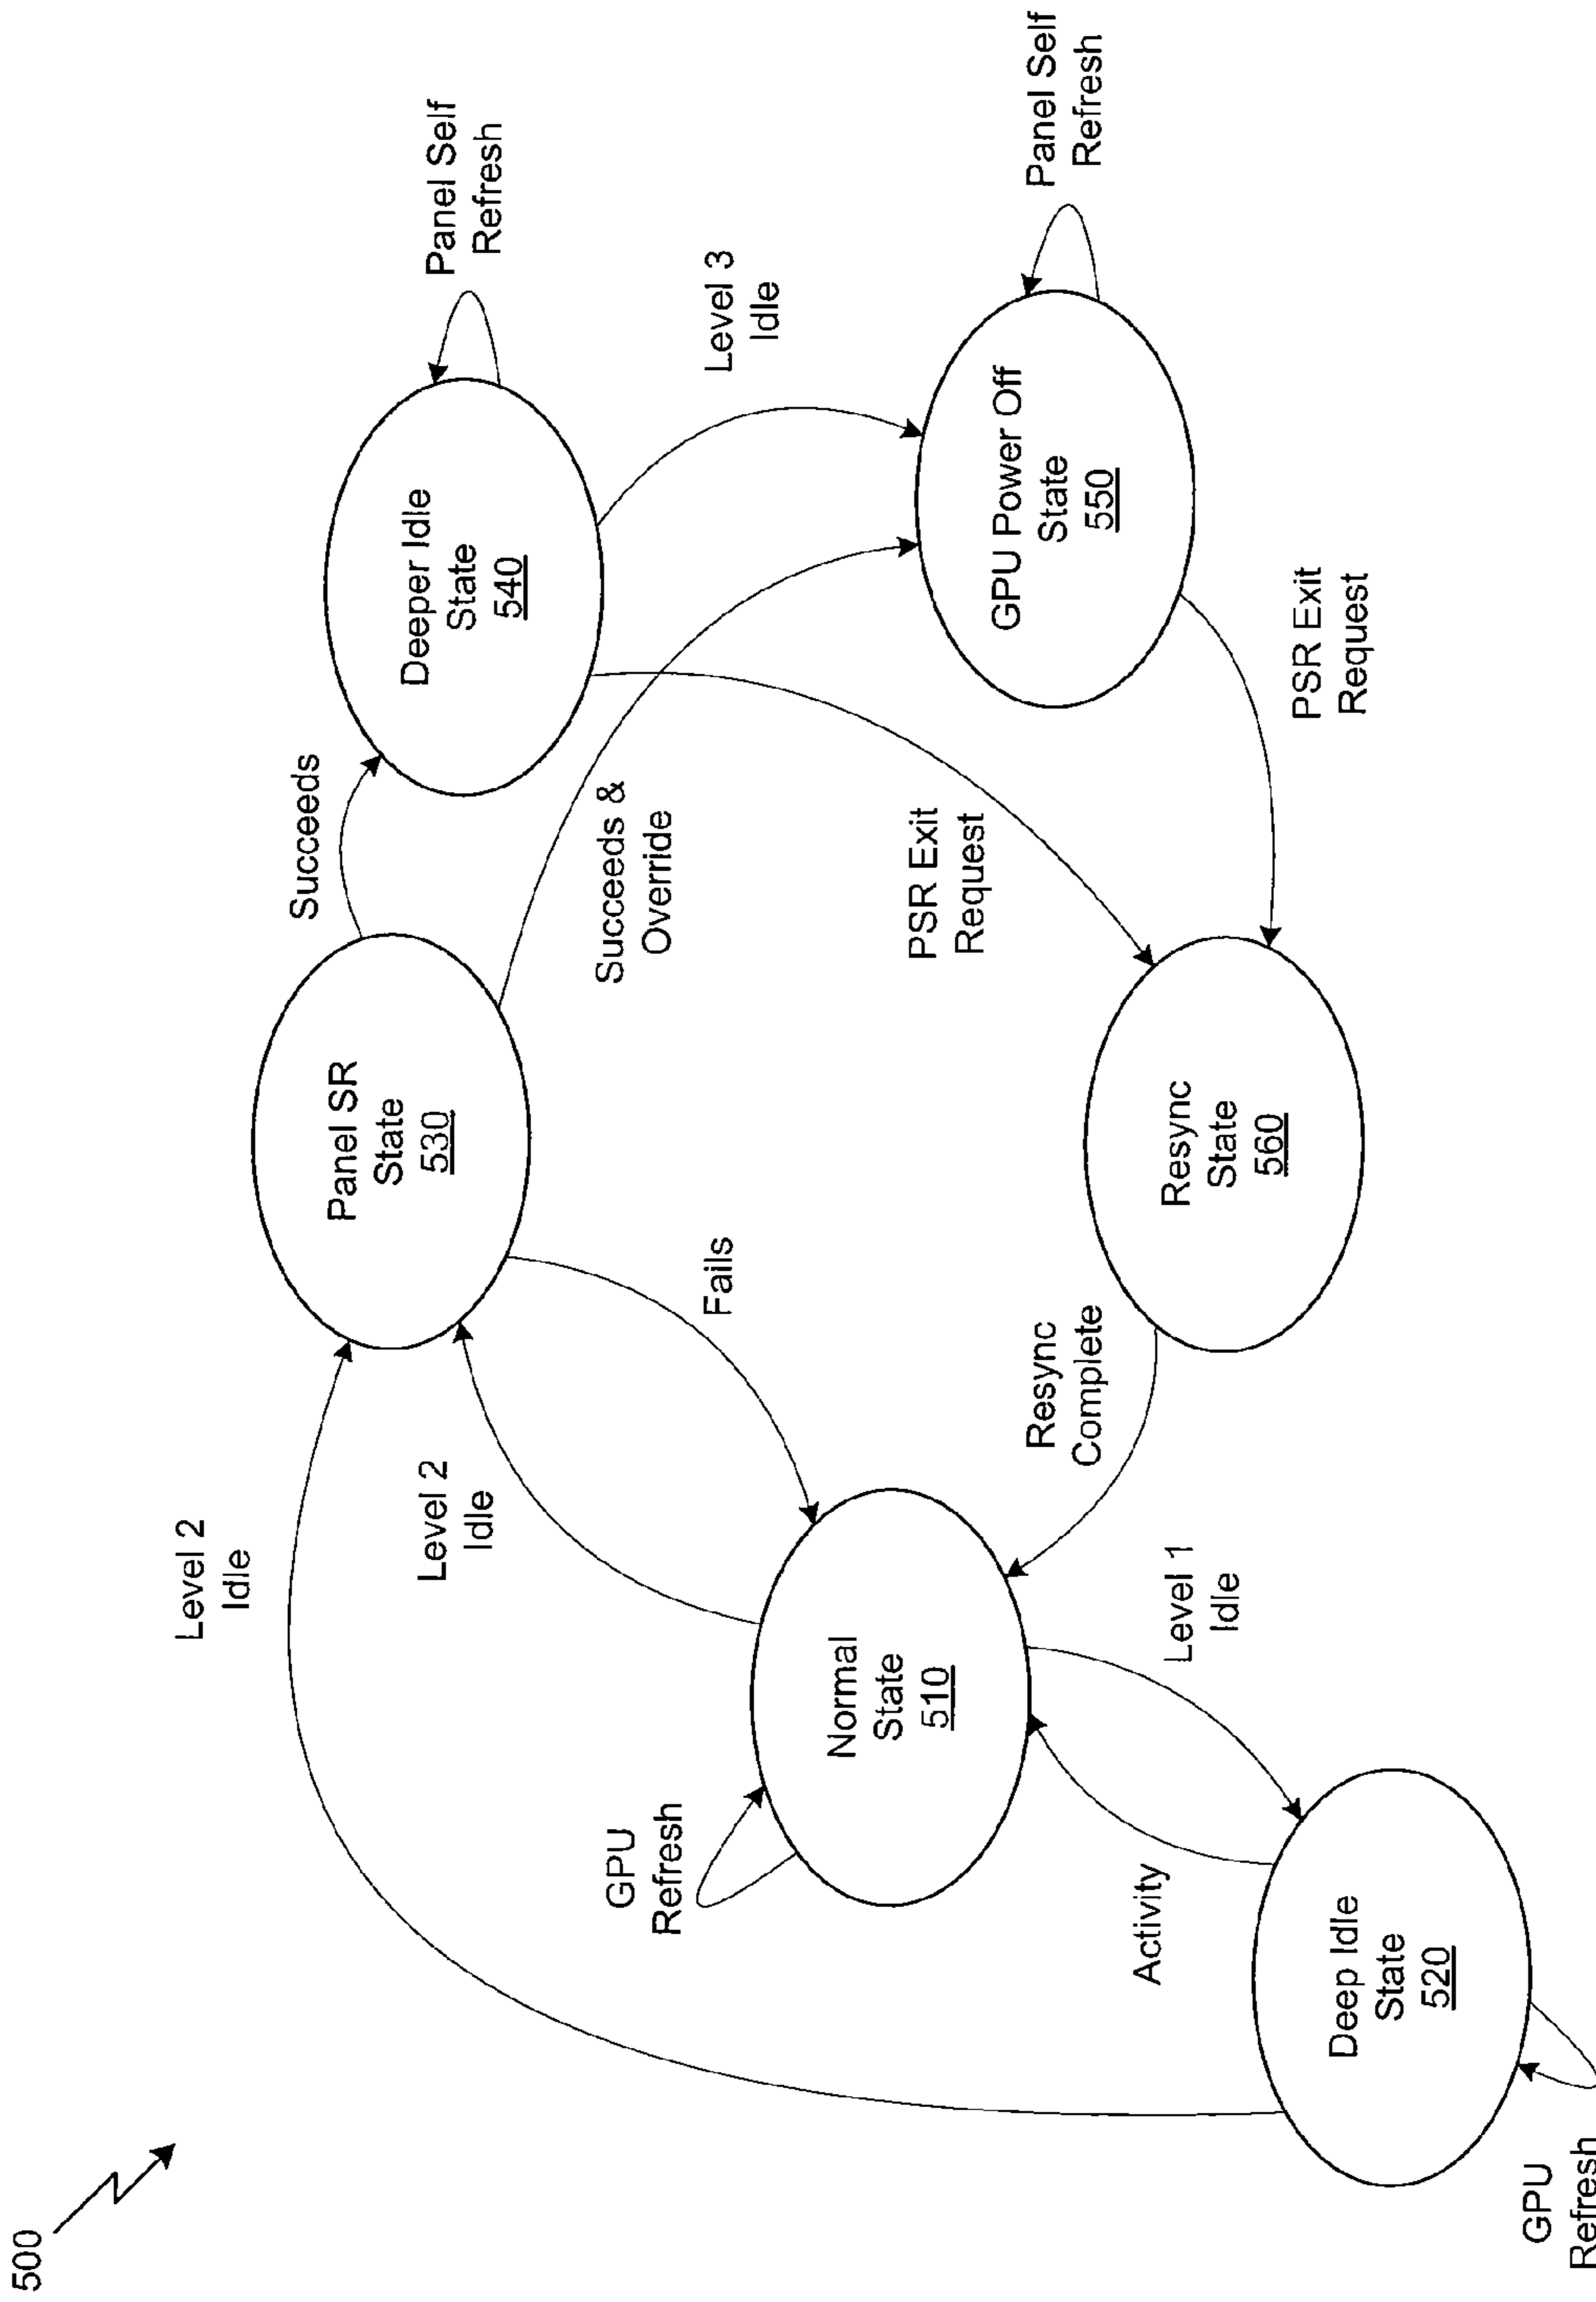 500
Level 2
Idle
Panel SR
State
530
Succeeds
Deeper Idle
State
540
Panel Self
Refresh
Level 2
Idle
Fails
Succeeds &
Override
Level 3
Idle
GPU
Refresh
Normal
State
510
Resync
Complete
PSR Exit
Request
GPU Power Off
State
550
Panel Self
Refresh
Activity
Level 1
Idle
Resync
State
560
PSR Exit
Request
Deep Idle
State
520
GPU
Refresh